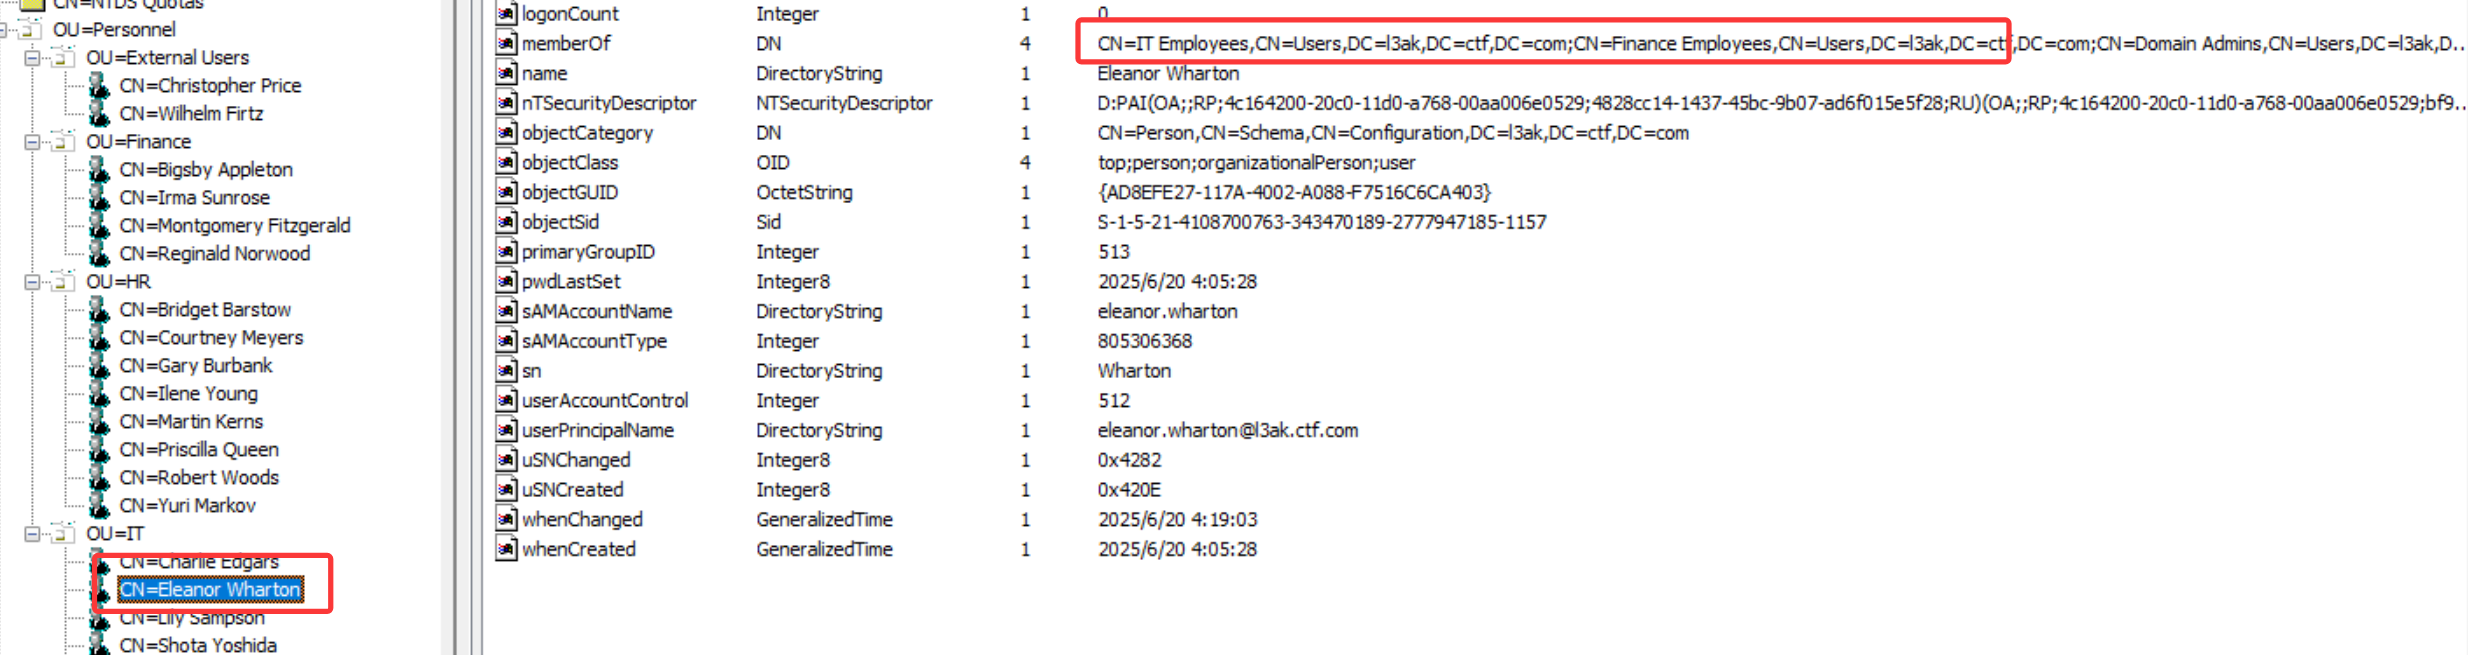 CN=NTDS Quotas
OU=Personnel
OU=External Users
CN=Christopher Price
CN=Wilhelm Firtz
OU=Finance
CN=Bigsby Appleton
CN=Irma Sunrose
CN=Montgomery Fitzgerald
CN=Reginald Norwood
OU=HR
CN=Bridget Barstow
CN=Courtney Meyers
CN=Gary Burbank
CN=Ilene Young
CN=Martin Kerns
CN=Priscilla Queen
CN=Robert Woods
CN=Yuri Markov
OU=IT
CN=Charlie Edgars
CN=Eleanor Wharton
CN=Lily Sampson
CN=Shota Yoshida
logonCount Integer 1 0
memberOf DN 4 CN=IT Employees,CN=Users,DC=l3ak,DC=ctf,DC=com;CN=Finance Employees,CN=Users,DC=l3ak,DC=ctf,DC=com;CN=Domain Admins,CN=Users,DC=l3ak,D...
name DirectoryString 1 Eleanor Wharton
nTSecurityDescriptor NTSecurityDescriptor 1 D:PAI(OA;;RP;4c164200-20c0-11d0-a768-00aa006e0529;4828cc14-1437-45bc-9b07-ad6f015e5f28;RU)(OA;;RP;4c164200-20c0-11d0-a768-00aa006e0529;bf9...
objectCategory DN 1 CN=Person,CN=Schema,CN=Configuration,DC=l3ak,DC=ctf,DC=com
objectClass OID 4 top;person;organizationalPerson;user
objectGUID OctetString 1 {AD8EFE27-117A-4002-A088-F7516C6CA403}
objectSid Sid 1 S-1-5-21-4108700763-343470189-2777947185-1157
primaryGroupID Integer 1 513
pwdLastSet Integer8 1 2025/6/20 4:05:28
sAMAccountName DirectoryString 1 eleanor.wharton
sAMAccountType Integer 1 805306368
sn DirectoryString 1 Wharton
userAccountControl Integer 1 512
userPrincipalName DirectoryString 1 eleanor.wharton@l3ak.ctf.com
uSNChanged Integer8 1 0x4282
uSNCreated Integer8 1 0x420E
whenChanged GeneralizedTime 1 2025/6/20 4:19:03
whenCreated GeneralizedTime 1 2025/6/20 4:05:28